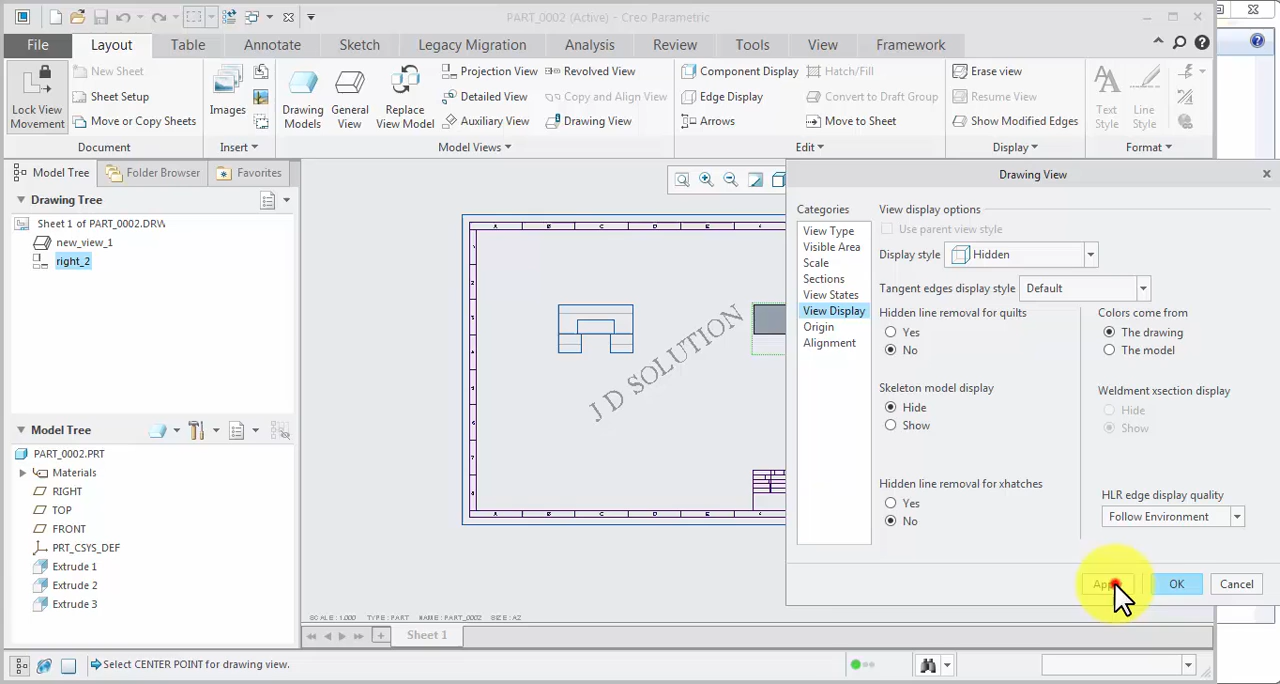 PART_0002 (Active) - Creo Parametric
File Layout Table Annotate Sketch Legacy Migration Analysis Review Tools View Framework
Lock View Movement
New Sheet
Sheet Setup
Move or Copy Sheets
Document
Images
Insert
Drawing Models
General View
Replace View Model
Projection View
Detailed View
Auxiliary View
Revolved View
Copy and Align View
Drawing View
Model Views
Component Display
Edge Display
Arrows
Hatch/Fill
Convert to Draft Group
Move to Sheet
Edit
Erase view
Resume View
Show Modified Edges
Display
Text Style
Line Style
Format
Model Tree Folder Browser Favorites
Drawing Tree
Sheet 1 of PART_0002.DRW
new_view_1
right_2
Model Tree
PART_0002.PRT
Materials
RIGHT
TOP
FRONT
PRT_CSYS_DEF
Extrude 1
Extrude 2
Extrude 3
J D SOLUTION
SCALE : 1.000 TYPE : PART NAME : PART_0002 SIZE : A2
Sheet 1
Drawing View
Categories
View Type
Visible Area
Scale
Sections
View States
View Display
Origin
Alignment
View display options
Use parent view style
Display style Hidden
Tangent edges display style Default
Hidden line removal for quilts
Yes
No
Colors come from
The drawing
The model
Skeleton model display
Hide
Show
Weldment xsection display
Hide
Show
Hidden line removal for xhatches
Yes
No
HLR edge display quality
Follow Environment
OK Cancel
Select CENTER POINT for drawing view.